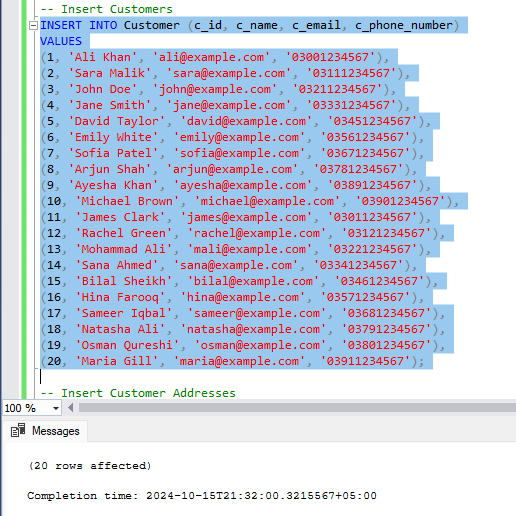 -- Insert Customers
INSERT INTO Customer (c_id, c_name, c_email, c_phone_number)
VALUES
(1, 'Ali Khan', 'ali@example.com', '03001234567'),
(2, 'Sara Malik', 'sara@example.com', '03111234567'),
(3, 'John Doe', 'john@example.com', '03211234567'),
(4, 'Jane Smith', 'jane@example.com', '03331234567'),
(5, 'David Taylor', 'david@example.com', '03451234567'),
(6, 'Emily White', 'emily@example.com', '03561234567'),
(7, 'Sofia Patel', 'sofia@example.com', '03671234567'),
(8, 'Arjun Shah', 'arjun@example.com', '03781234567'),
(9, 'Ayesha Khan', 'ayesha@example.com', '03891234567'),
(10, 'Michael Brown', 'michael@example.com', '03901234567'),
(11, 'James Clark', 'james@example.com', '03011234567'),
(12, 'Rachel Green', 'rachel@example.com', '03121234567'),
(13, 'Mohammad Ali', 'mali@example.com', '03221234567'),
(14, 'Sana Ahmed', 'sana@example.com', '03341234567'),
(15, 'Bilal Sheikh', 'bilal@example.com', '03461234567'),
(16, 'Hina Farooq', 'hina@example.com', '03571234567'),
(17, 'Sameer Iqbal', 'sameer@example.com', '03681234567'),
(18, 'Natasha Ali', 'natasha@example.com', '03791234567'),
(19, 'Osman Qureshi', 'osman@example.com', '03801234567'),
(20, 'Maria Gill', 'maria@example.com', '03911234567');
-- Insert Customer Addresses
100 %
Messages
(20 rows affected)
Completion time: 2024-10-15T21:32:00.3215567+05:00